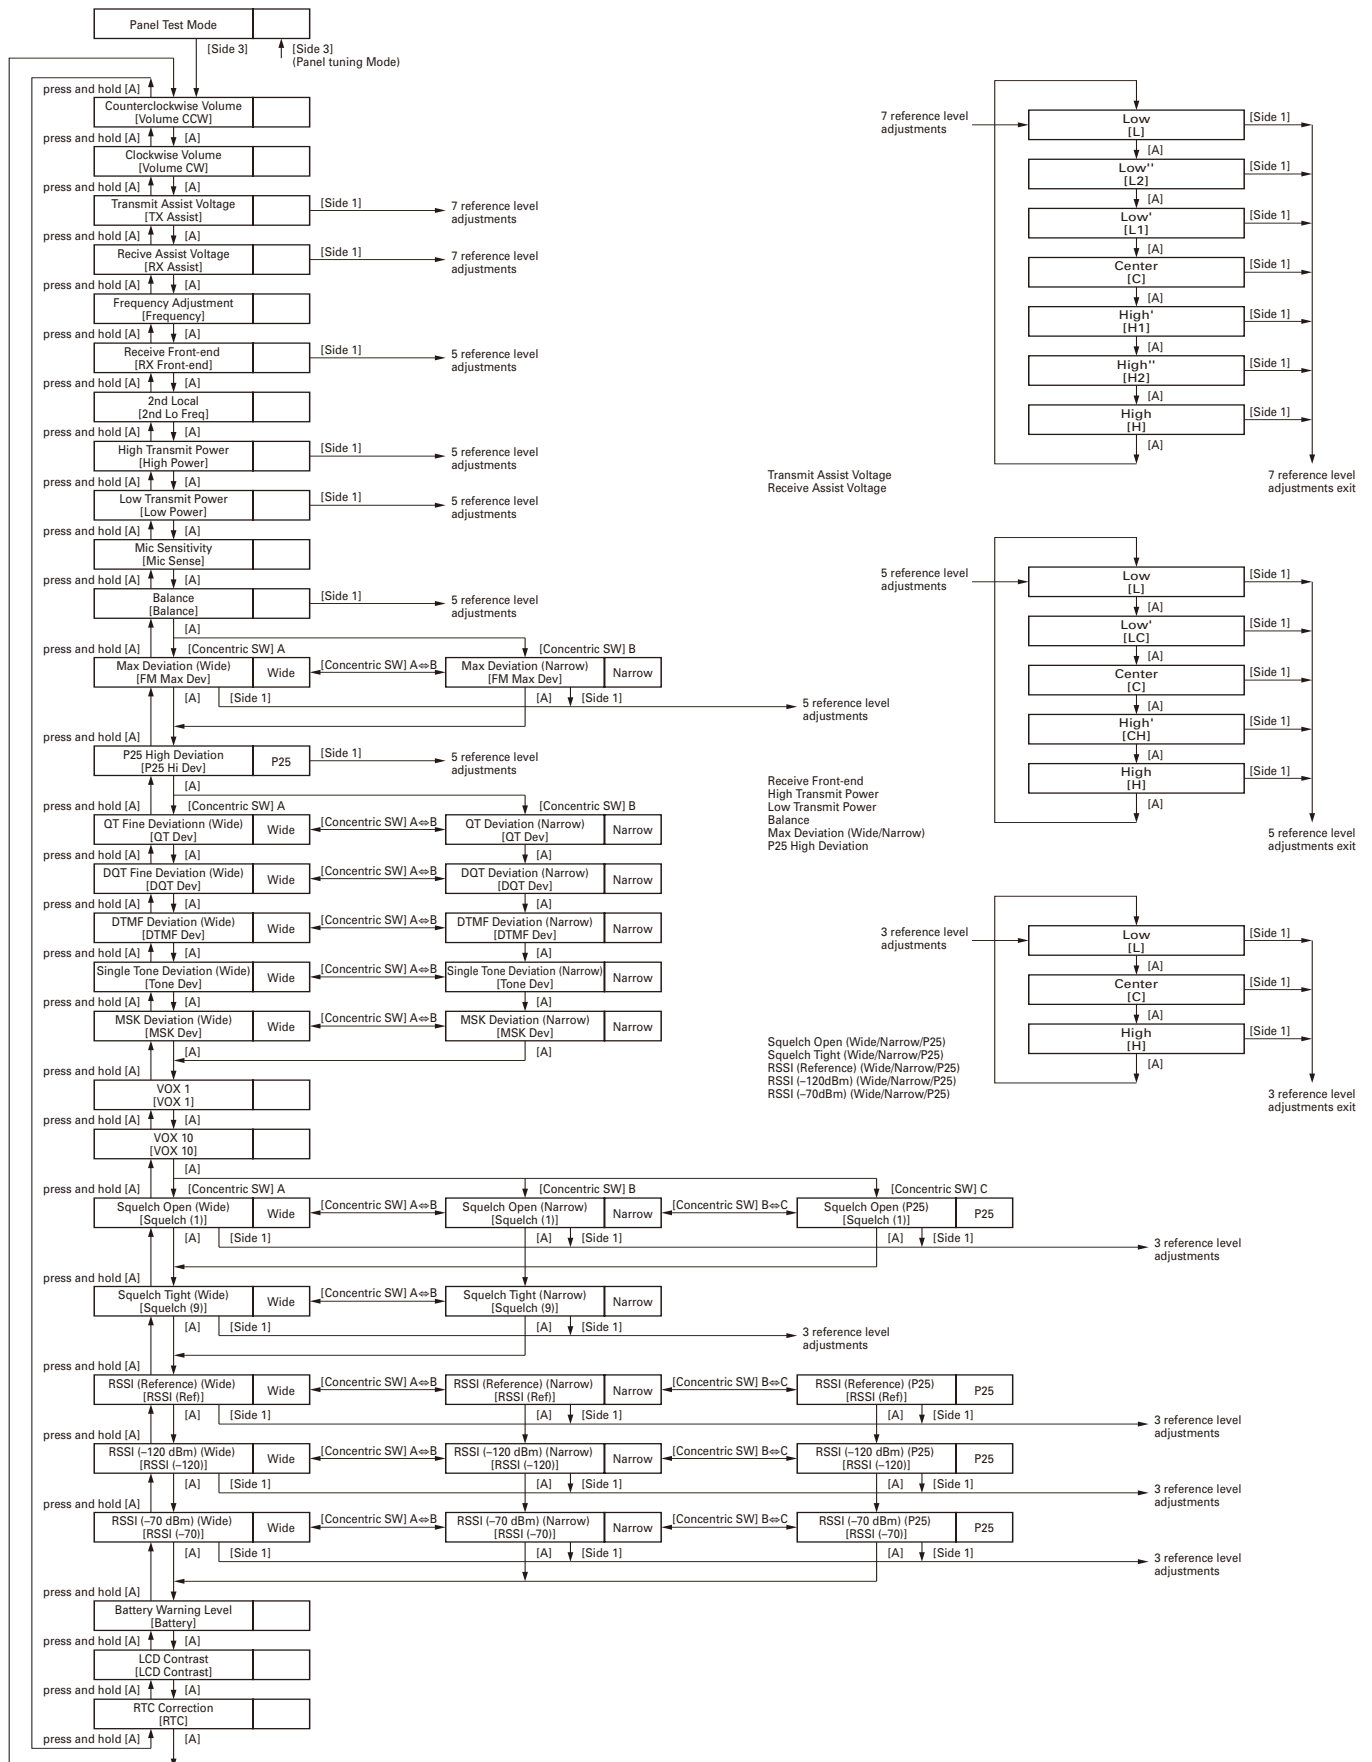 Panel Test Mode
[Side 3]
[Side 3]
(Panel tuning Mode)
press and hold [A]
Counterclockwise Volume
[Volume CCW]
press and hold [A]
[A]
Clockwise Volume
[Volume CW]
press and hold [A]
[A]
Transmit Assist Voltage
[TX Assist]
[Side 1]
7 reference level
adjustments
press and hold [A]
[A]
Recive Assist Voltage
[RX Assist]
[Side 1]
7 reference level
adjustments
press and hold [A]
[A]
Frequency Adjustment
[Frequency]
press and hold [A]
[A]
Receive Front-end
[RX Front-end]
[Side 1]
5 reference level
adjustments
press and hold [A]
[A]
2nd Local
[2nd Lo Freq]
press and hold [A]
[A]
High Transmit Power
[High Power]
[Side 1]
5 reference level
adjustments
press and hold [A]
[A]
Low Transmit Power
[Low Power]
[Side 1]
5 reference level
adjustments
press and hold [A]
[A]
Mic Sensitivity
[Mic Sense]
press and hold [A]
[A]
Balance
[Balance]
[Side 1]
5 reference level
adjustments
[A]
press and hold [A]
[Concentric SW] A
[Concentric SW] B
Max Deviation (Wide)
[FM Max Dev]
Wide
[Concentric SW] A⇔B
Max Deviation (Narrow)
[FM Max Dev]
Narrow
[A]
[Side 1]
[A]
[Side 1]
5 reference level
adjustments
press and hold [A]
P25 High Deviation
[P25 Hi Dev]
P25
[Side 1]
5 reference level
adjustments
[A]
press and hold [A]
[Concentric SW] A
[Concentric SW] B
QT Fine Deviationn (Wide)
[QT Dev]
Wide
[Concentric SW] A⇔B
QT Deviation (Narrow)
[QT Dev]
Narrow
press and hold [A]
[A]
[A]
DQT Fine Deviation (Wide)
[DQT Dev]
Wide
[Concentric SW] A⇔B
DQT Deviation (Narrow)
[DQT Dev]
Narrow
press and hold [A]
[A]
[A]
DTMF Deviation (Wide)
[DTMF Dev]
Wide
[Concentric SW] A⇔B
DTMF Deviation (Narrow)
[DTMF Dev]
Narrow
press and hold [A]
[A]
[A]
Single Tone Deviation (Wide)
[Tone Dev]
Wide
[Concentric SW] A⇔B
Single Tone Deviation (Narrow)
[Tone Dev]
Narrow
press and hold [A]
[A]
[A]
MSK Deviation (Wide)
[MSK Dev]
Wide
[Concentric SW] A⇔B
MSK Deviation (Narrow)
[MSK Dev]
Narrow
[A]
[A]
press and hold [A]
VOX 1
[VOX 1]
press and hold [A]
[A]
VOX 10
[VOX 10]
[A]
press and hold [A]
[Concentric SW] A
[Concentric SW] B
[Concentric SW] C
Squelch Open (Wide)
[Squelch (1)]
Wide
[Concentric SW] A⇔B
Squelch Open (Narrow)
[Squelch (1)]
Narrow
[Concentric SW] B⇔C
Squelch Open (P25)
[Squelch (1)]
P25
[A]
[Side 1]
[A]
[Side 1]
[A]
[Side 1]
3 reference level
adjustments
press and hold [A]
Squelch Tight (Wide)
[Squelch (9)]
Wide
[Concentric SW] A⇔B
Squelch Tight (Narrow)
[Squelch (9)]
Narrow
[A]
[Side 1]
[A]
[Side 1]
3 reference level
adjustments
press and hold [A]
RSSI (Reference) (Wide)
[RSSI (Ref)]
Wide
[Concentric SW] A⇔B
RSSI (Reference) (Narrow)
[RSSI (Ref)]
Narrow
[Concentric SW] B⇔C
RSSI (Reference) (P25)
[RSSI (Ref)]
P25
[A]
[Side 1]
[A]
[Side 1]
[A]
[Side 1]
3 reference level
adjustments
press and hold [A]
RSSI (–120 dBm) (Wide)
[RSSI (–120)]
Wide
[Concentric SW] A⇔B
RSSI (–120 dBm) (Narrow)
[RSSI (–120)]
Narrow
[Concentric SW] B⇔C
RSSI (–120 dBm) (P25)
[RSSI (–120)]
P25
[A]
[Side 1]
[A]
[Side 1]
[A]
[Side 1]
3 reference level
adjustments
press and hold [A]
RSSI (–70 dBm) (Wide)
[RSSI (–70)]
Wide
[Concentric SW] A⇔B
RSSI (–70 dBm) (Narrow)
[RSSI (–70)]
Narrow
[Concentric SW] B⇔C
RSSI (–70 dBm) (P25)
[RSSI (–70)]
P25
[A]
[Side 1]
[A]
[Side 1]
[A]
[Side 1]
3 reference level
adjustments
press and hold [A]
Battery Warning Level
[Battery]
press and hold [A]
[A]
LCD Contrast
[LCD Contrast]
press and hold [A]
[A]
RTC Correction
[RTC]
press and hold [A]
[A]
7 reference level
adjustments
Low
[L]
[Side 1]
[A]
Low''
[L2]
[Side 1]
[A]
Low'
[L1]
[Side 1]
[A]
Center
[C]
[Side 1]
[A]
High'
[H1]
[Side 1]
[A]
High''
[H2]
[Side 1]
[A]
High
[H]
[Side 1]
[A]
Transmit Assist Voltage
Receive Assist Voltage
7 reference level
adjustments exit
5 reference level
adjustments
Low
[L]
[Side 1]
[A]
Low'
[LC]
[Side 1]
[A]
Center
[C]
[Side 1]
[A]
High'
[CH]
[Side 1]
[A]
High
[H]
[Side 1]
[A]
Receive Front-end
High Transmit Power
Low Transmit Power
Balance
Max Deviation (Wide/Narrow)
P25 High Deviation
5 reference level
adjustments exit
3 reference level
adjustments
Low
[L]
[Side 1]
[A]
Center
[C]
[Side 1]
[A]
High
[H]
[Side 1]
[A]
Squelch Open (Wide/Narrow/P25)
Squelch Tight (Wide/Narrow/P25)
RSSI (Reference) (Wide/Narrow/P25)
RSSI (–120dBm) (Wide/Narrow/P25)
RSSI (–70dBm) (Wide/Narrow/P25)
3 reference level
adjustments exit